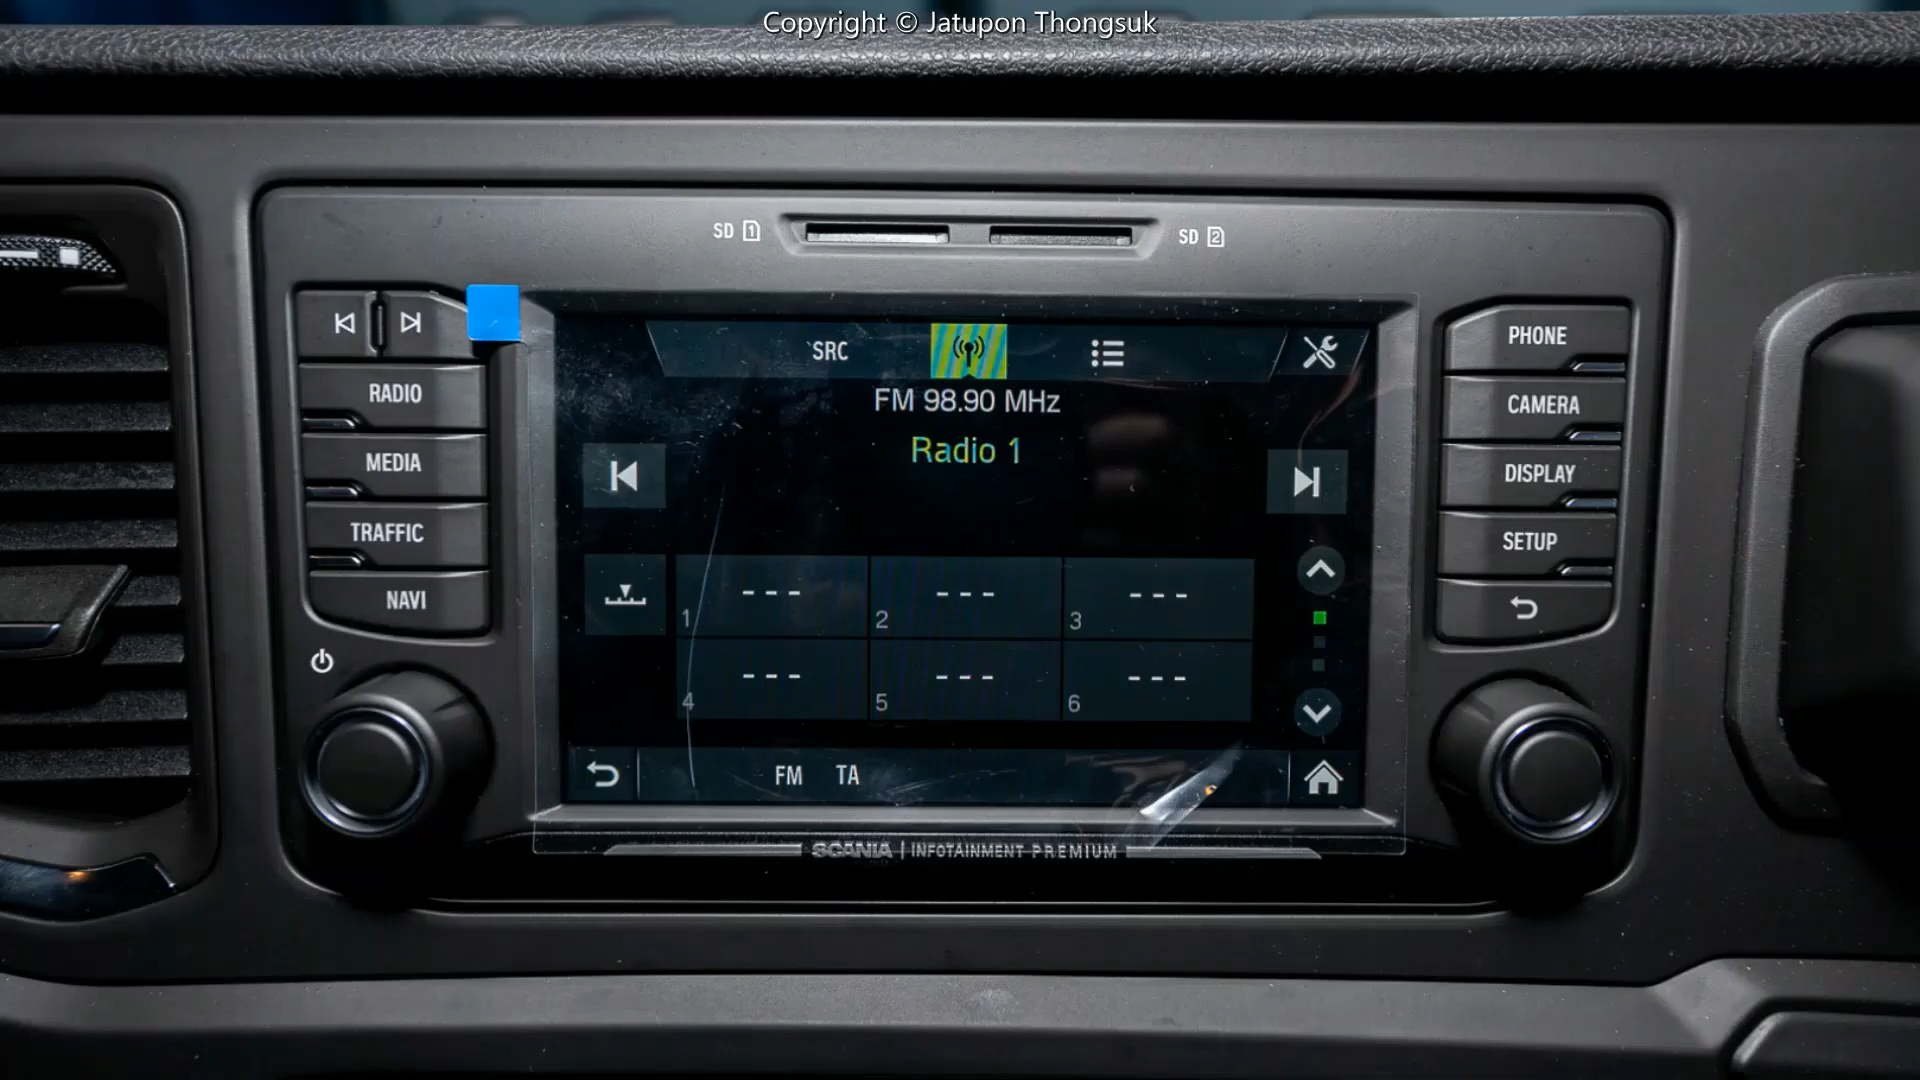 Copyright © Jatupon Thongsuk
SD 1
SD 2
RADIO
MEDIA
TRAFFIC
NAVI
SRC
FM 98.90 MHz
Radio 1
1 ---
2 ---
3 ---
4 ---
5 ---
6 ---
FM TA
PHONE
CAMERA
DISPLAY
SETUP
SCANIA | INFOTAINMENT PREMIUM